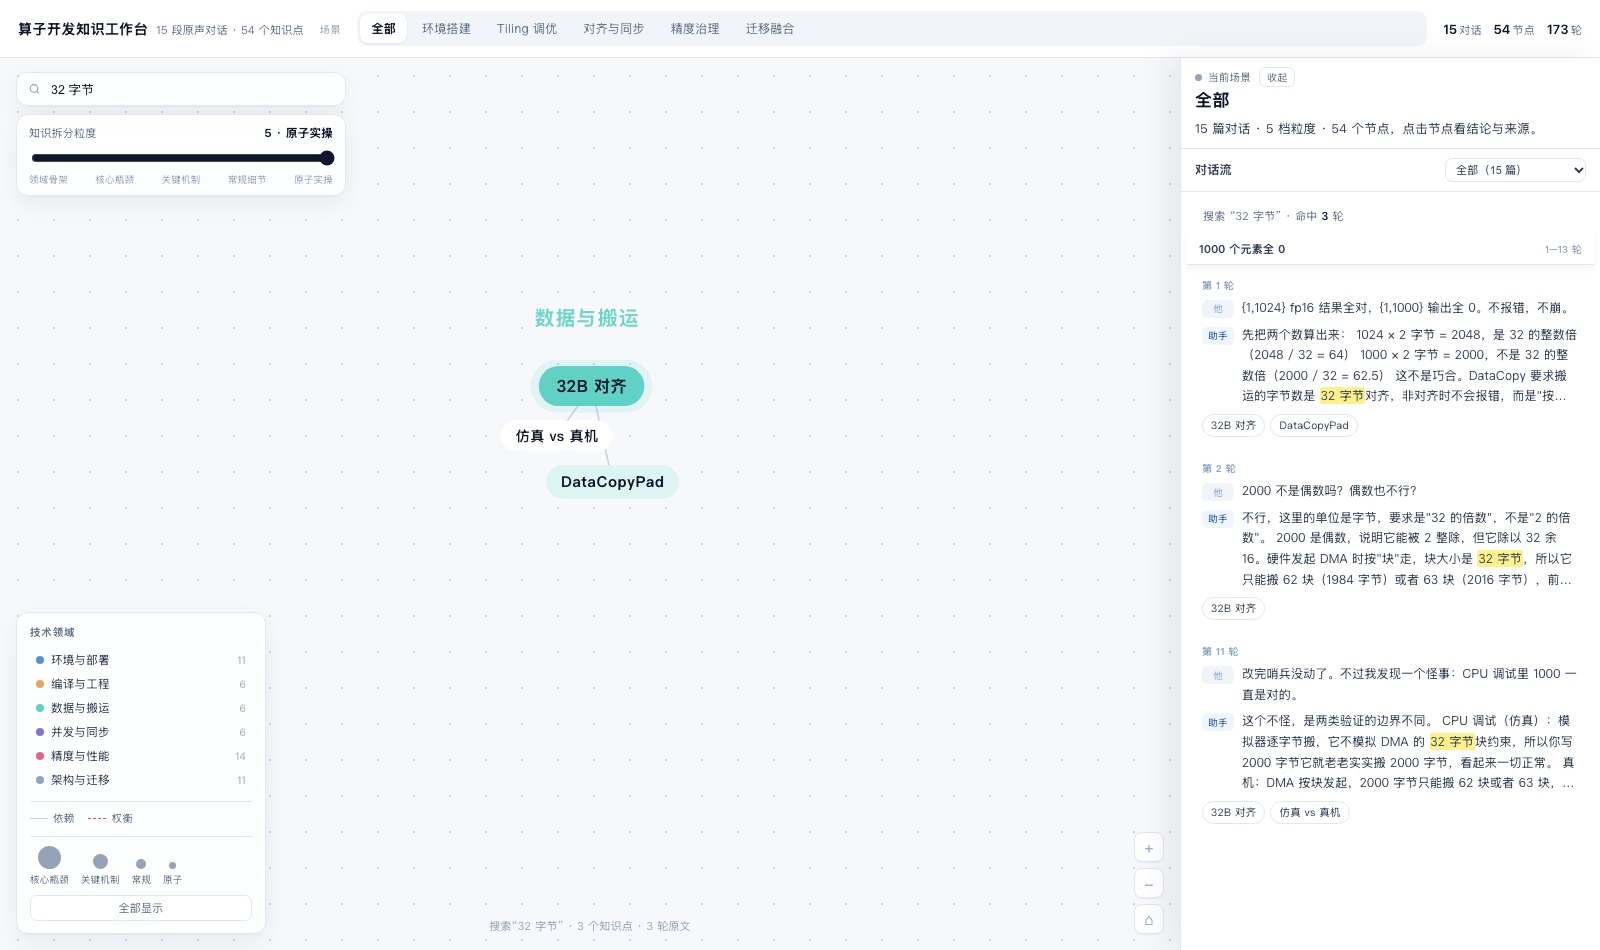 算子开发知识工作台 15 段原声对话 · 54 个知识点 场景 全部 环境搭建 Tiling 调优 对齐与同步 精度治理 迁移融合 15 对话 54 节点 173 轮
32 字节
知识拆分粒度 5 · 原子实操
领域骨架 核心瓶颈 关键机制 常规细节 原子实操
数据与搬运
32B 对齐
仿真 vs 真机
DataCopyPad
技术领域
环境与部署 11
编译与工程 6
数据与搬运 6
并发与同步 6
精度与性能 14
架构与迁移 11
依赖 权衡
核心瓶颈 关键机制 常规 原子
全部显示
搜索“32 字节” · 3 个知识点 · 3 轮原文
+
−
⌂
当前场景 收起
全部
15 篇对话 · 5 档粒度 · 54 个节点，点击节点看结论与来源。
对话流 全部（15 篇）
搜索 “32 字节” · 命中 3 轮
1000 个元素全 0 1–13 轮
第 1 轮
他 {1,1024} fp16 结果全对，{1,1000} 输出全 0。不报错，不崩。
助手 先把两个数算出来： 1024 × 2 字节 = 2048，是 32 的整数倍
（2048 / 32 = 64） 1000 × 2 字节 = 2000，不是 32 的整
数倍（2000 / 32 = 62.5） 这不是巧合。DataCopy 要求搬
运的字节数是 32 字节对齐，非对齐时不会报错，而是"按...
32B 对齐 DataCopyPad
第 2 轮
他 2000 不是偶数吗？偶数也不行？
助手 不行，这里的单位是字节，要求是"32 的倍数"，不是"2 的倍
数"。 2000 是偶数，说明它能被 2 整除，但它除以 32 余
16。硬件发起 DMA 时按"块"走，块大小是 32 字节，所以它
只能搬 62 块（1984 字节）或者 63 块（2016 字节），前...
32B 对齐
第 11 轮
他 改完哨兵没动了。不过我发现一个怪事：CPU 调试里 1000 一
直是对的。
助手 这个不怪，是两类验证的边界不同。 CPU 调试（仿真）：模
拟器逐字节搬，它不模拟 DMA 的 32 字节块约束，所以你写
2000 字节它就老老实实搬 2000 字节，看起来一切正常。 真
机：DMA 按块发起，2000 字节只能搬 62 块或者 63 块，...
32B 对齐 仿真 vs 真机